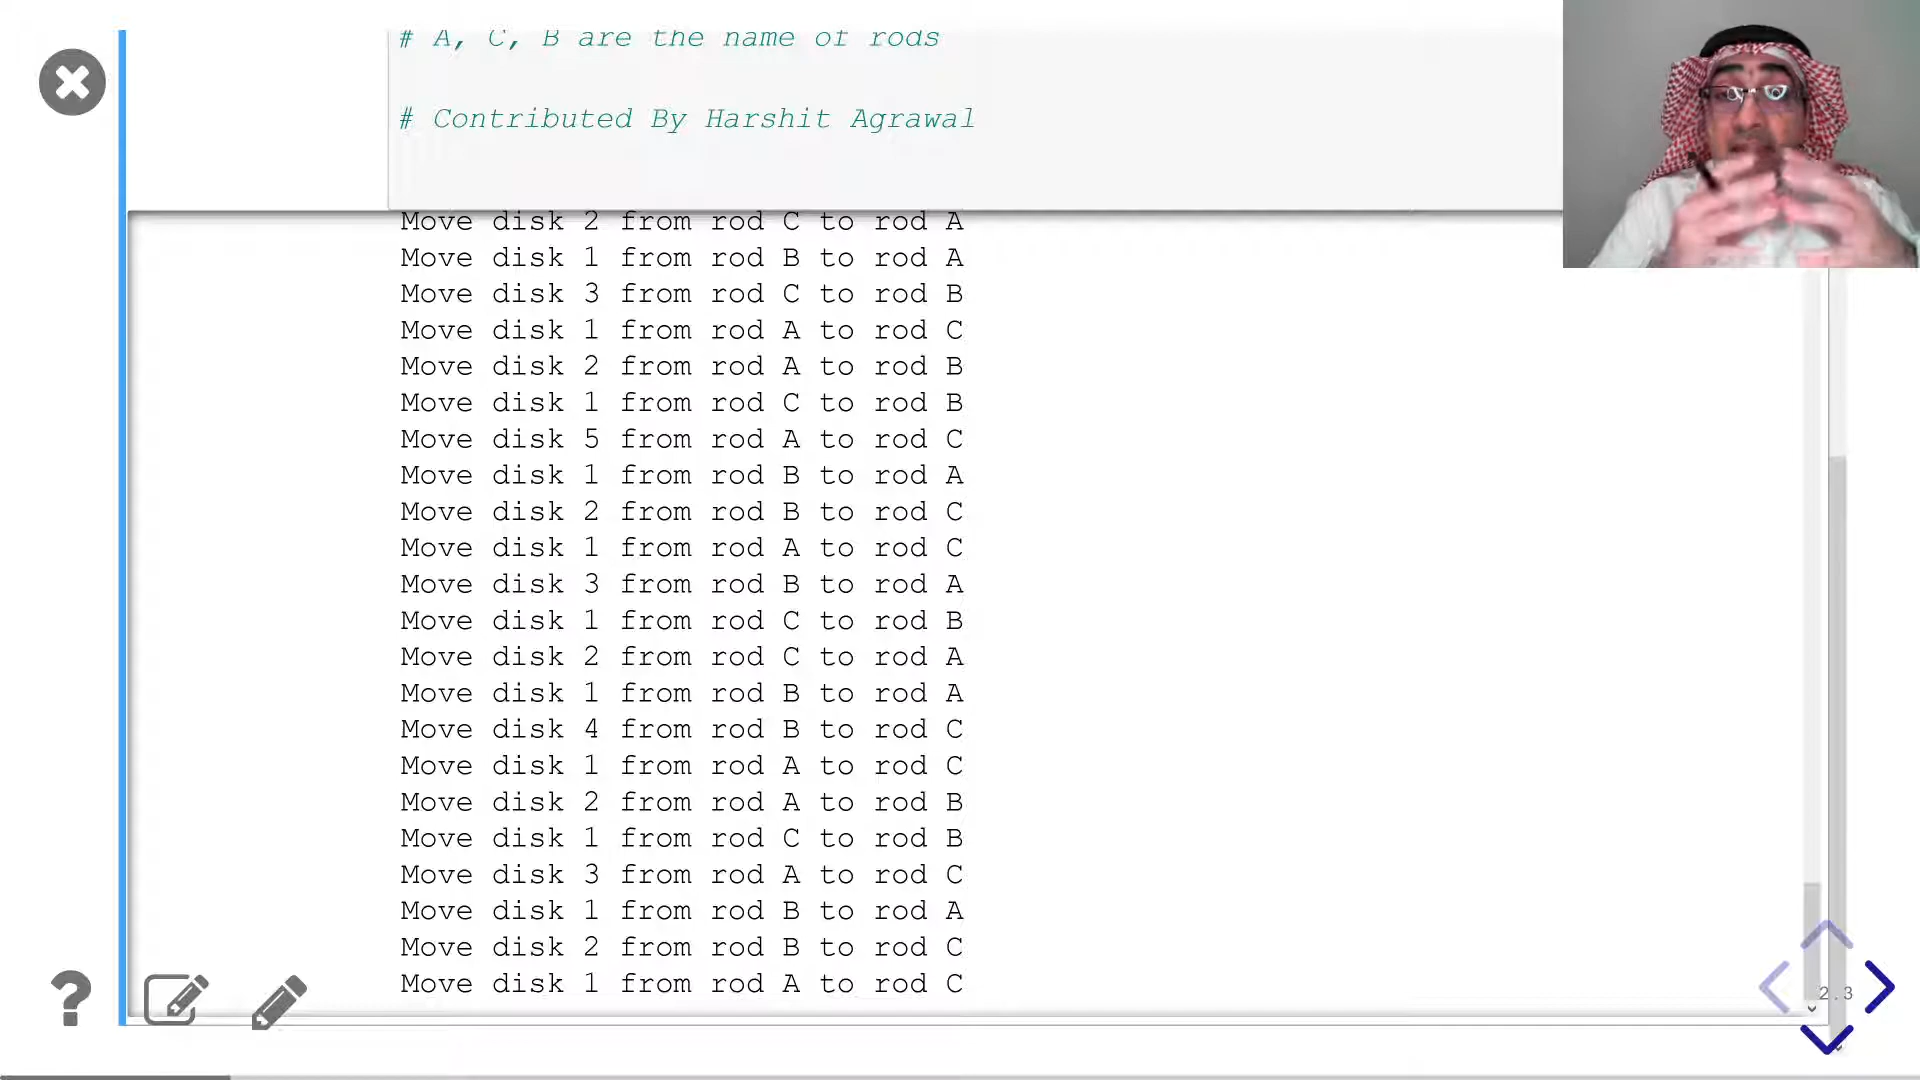 # A, C, B are the name of rods
# Contributed By Harshit Agrawal
Move disk 2 from rod C to rod A
Move disk 1 from rod B to rod A
Move disk 3 from rod C to rod B
Move disk 1 from rod A to rod C
Move disk 2 from rod A to rod B
Move disk 1 from rod C to rod B
Move disk 5 from rod A to rod C
Move disk 1 from rod B to rod A
Move disk 2 from rod B to rod C
Move disk 1 from rod A to rod C
Move disk 3 from rod B to rod A
Move disk 1 from rod C to rod B
Move disk 2 from rod C to rod A
Move disk 1 from rod B to rod A
Move disk 4 from rod B to rod C
Move disk 1 from rod A to rod C
Move disk 2 from rod A to rod B
Move disk 1 from rod C to rod B
Move disk 3 from rod A to rod C
Move disk 1 from rod B to rod A
Move disk 2 from rod B to rod C
Move disk 1 from rod A to rod C
?
2.3